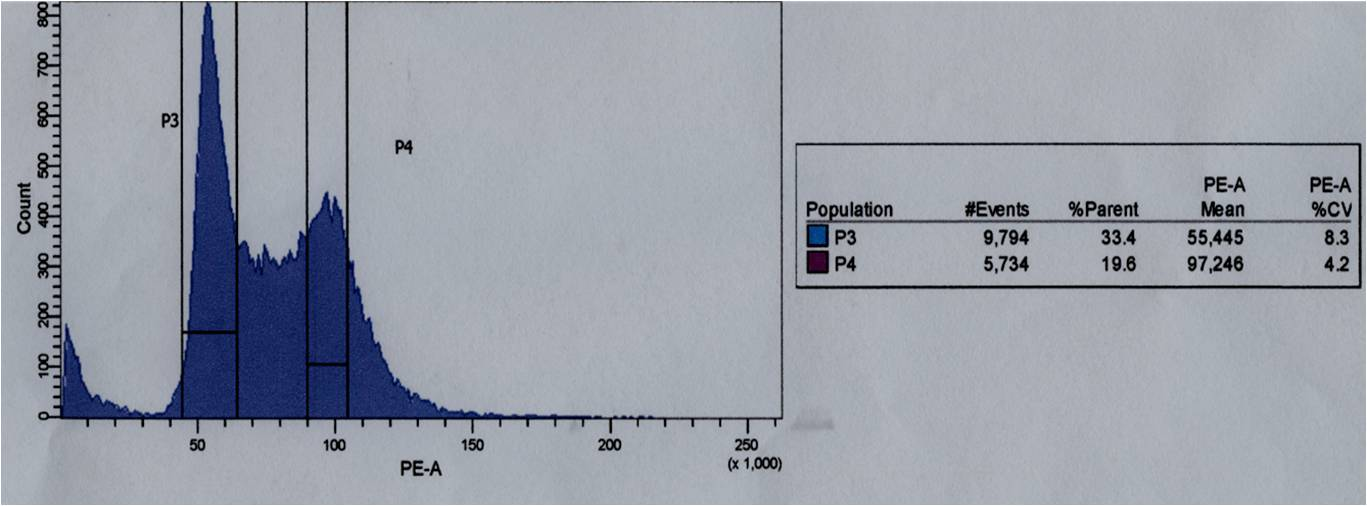 800
700
600
500
400
300
200
100
0
Count
P3
P4
50 100 150 200 250
(x 1,000)
PE-A
PE-A PE-A
Population #Events %Parent Mean %CV
P3 9,794 33.4 55,445 8.3
P4 5,734 19.6 97,246 4.2